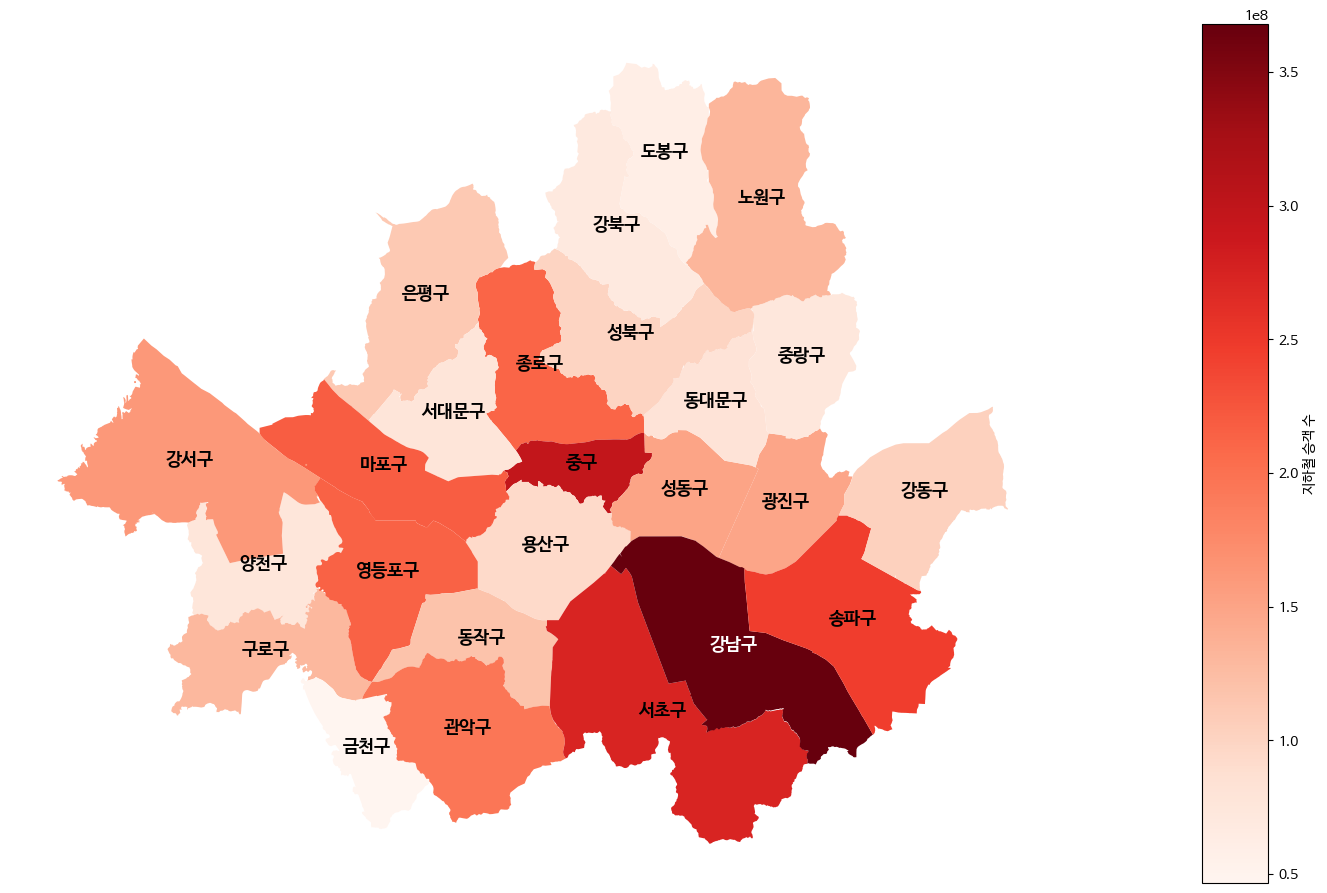 1e8
도봉구
노원구
강북구
은평구
성북구
중랑구
종로구
동대문구
서대문구
강서구
마포구
중구
성동구
강동구
광진구
용산구
양천구
영등포구
송파구
동작구
강남구
구로구
서초구
관악구
금천구
3.5
3.0
2.5
2.0
1.5
1.0
0.5
지하철 승객 수